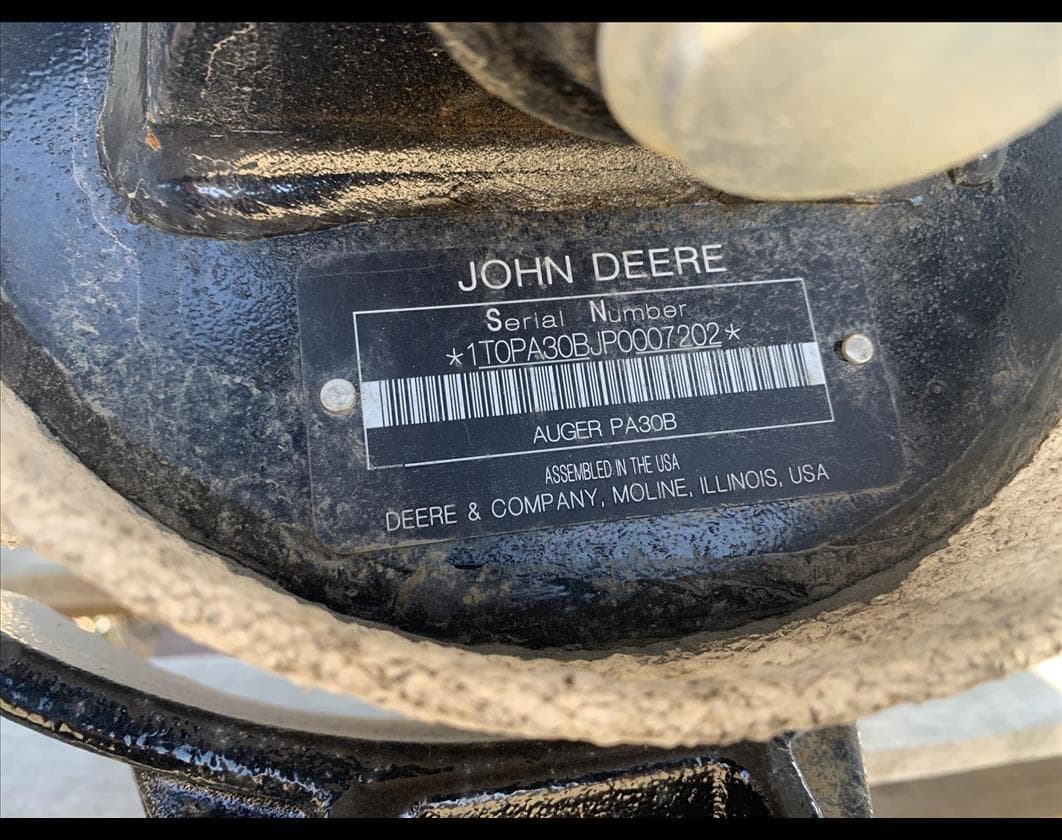 JOHN DEERE
Serial Number
*1T0PA30BJP0007202*
AUGER PA30B
ASSEMBLED IN THE USA
DEERE & COMPANY, MOLINE, ILLINOIS, USA